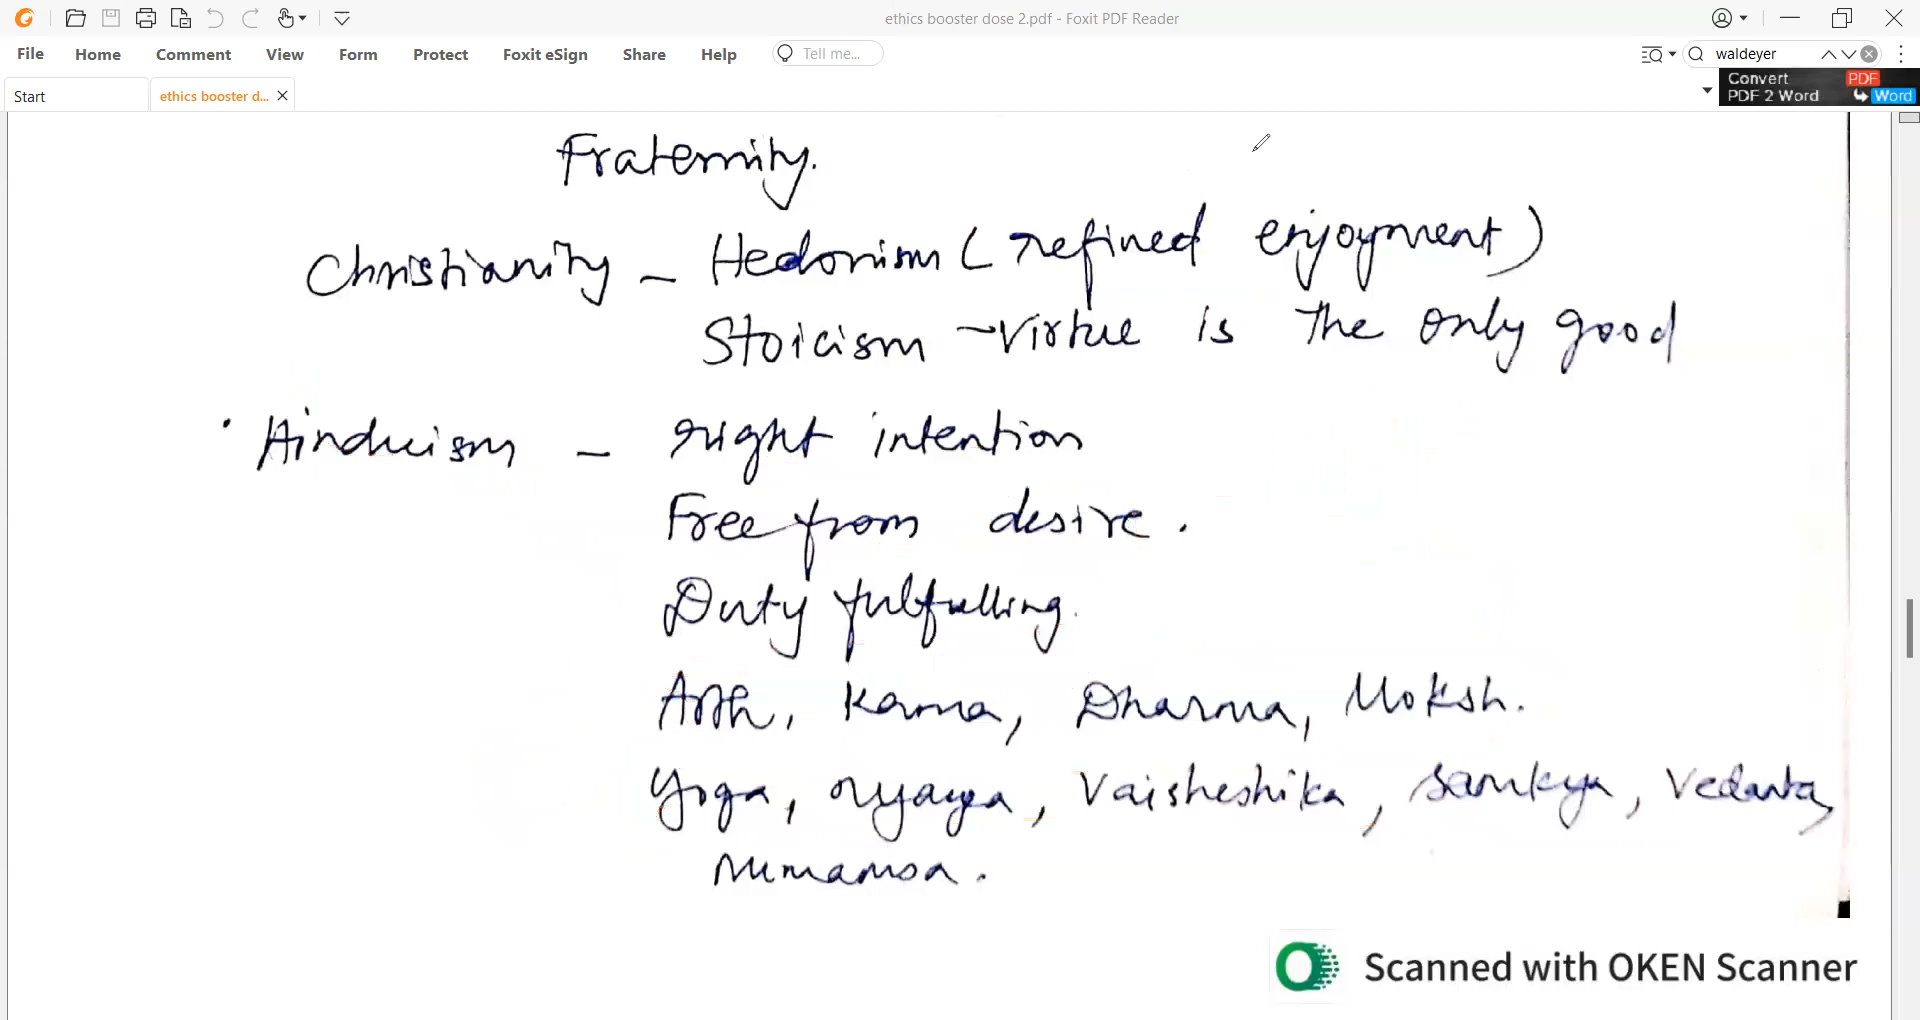 ethics booster dose 2.pdf - Foxit PDF Reader
File Home Comment View Form Protect Foxit eSign Share Help Tell me... waldeyer
Convert PDF
PDF 2 Word Word
Start ethics booster d...
Fraternity.
Christianity – Hedonism ( refined enjoyment )
Stoicism – Virtue is the only good
· Hinduism – right intention
Free from desire.
Duty fulfulling.
Arth, Kama, Dharma, Moksh.
Yoga, nyaya, Vaisheshika, Samkya, Vedanta,
Mimamsa.
Scanned with OKEN Scanner